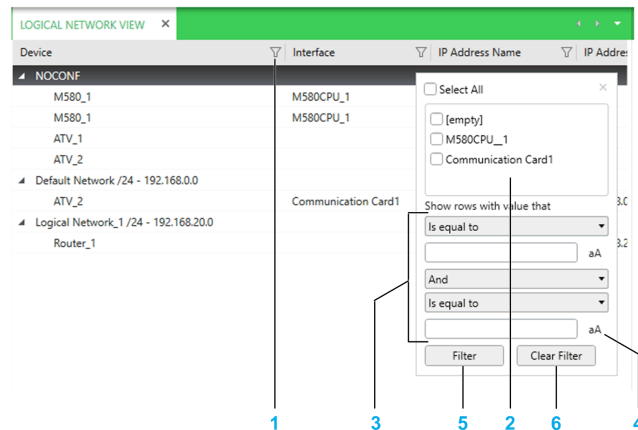 LOGICAL NETWORK VIEW ×
Device Interface IP Address Name IP Addres
NOCONF
M580_1 M580CPU_1
M580_1 M580CPU_1
ATV_1
ATV_2
Default Network /24 - 192.168.0.0
ATV_2 Communication Card1
Logical Network_1 /24 - 192.168.20.0
Router_1 3.2
Select All ×
[empty]
M580CPU__1
Communication Card1
Show rows with value that
Is equal to
aA
And
Is equal to
aA
Filter Clear Filter
1 3 5 2 6 4